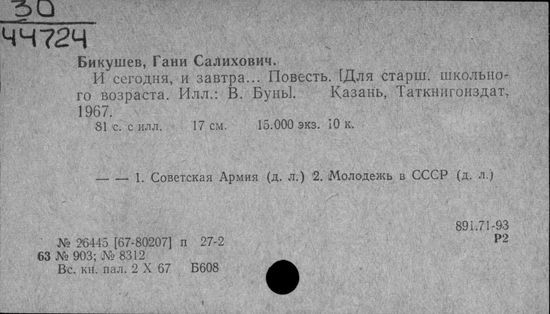 30
44724
Бикушев, Гани Салихович.
И сегодня, и завтра... Повесть. [Для старш. школьно-
го возраста. Илл.: В. Бунь]. Казань, Таткнигоиздат,
1967.
81 с. с илл. 17 см. 15.000 экз. 10 к.
— — 1. Советская Армия (д. л.) 2. Молодежь в СССР (д. л.)
891.71-93
№ 26445 [67-80207] п 27-2 Р2
63 № 903; № 8312
Вс. кн. пал. 2 X 67 Б608